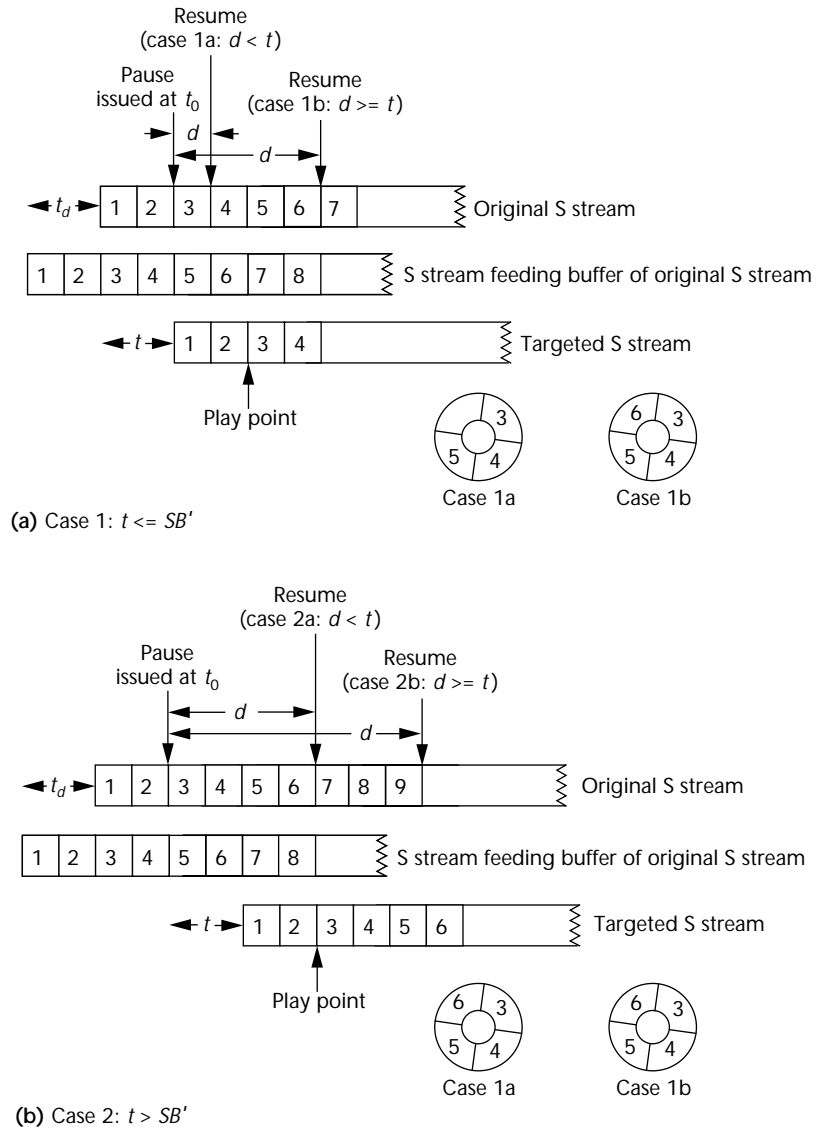 Resume
(case 1a: d < t)
Pause
issued at t0
Resume
(case 1b: d >= t)
d
d
td
1 2 3 4 5 6 7
Original S stream
1 2 3 4 5 6 7 8
S stream feeding buffer of original S stream
t
1 2 3 4
Targeted S stream
Play point
3
5 4
Case 1a
6 3
5 4
Case 1b
(a) Case 1: t <= SB'
Resume
(case 2a: d < t)
Pause
issued at t0
Resume
(case 2b: d >= t)
d
d
td
1 2 3 4 5 6 7 8 9
Original S stream
1 2 3 4 5 6 7 8
S stream feeding buffer of original S stream
t
1 2 3 4 5 6
Targeted S stream
Play point
6 3
5 4
Case 1a
6 3
5 4
Case 1b
(b) Case 2: t > SB'